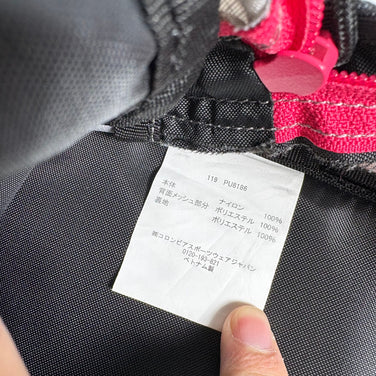 119 PU8186
本体 ナイロン 100%
背面メッシュ部分 ポリエステル 100%
裏地 ポリエステル 100%
㈱コロンビアスポーツウェアジャパン
0120-193-821
ベトナム製